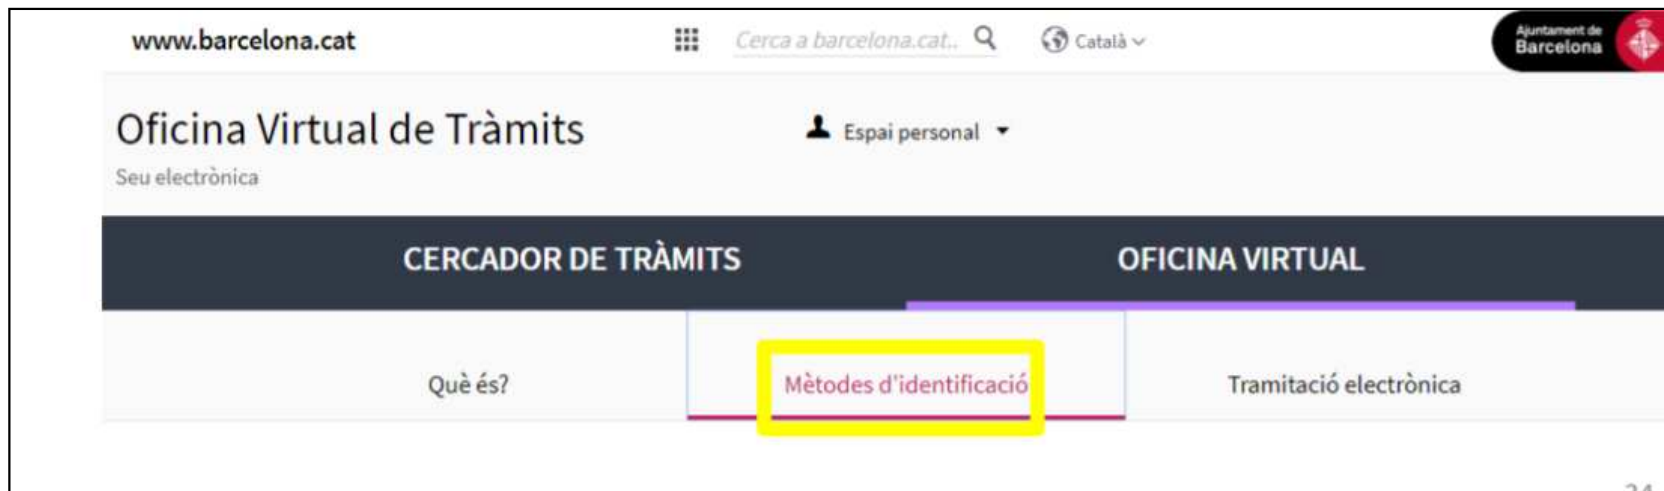 www.barcelona.cat
Cerca a barcelona.cat..
Català
Ajuntament de
Barcelona
Oficina Virtual de Tràmits
Espai personal
Seu electrònica
CERCADOR DE TRÀMITS
OFICINA VIRTUAL
Què és?
Mètodes d'identificació
Tramitació electrònica